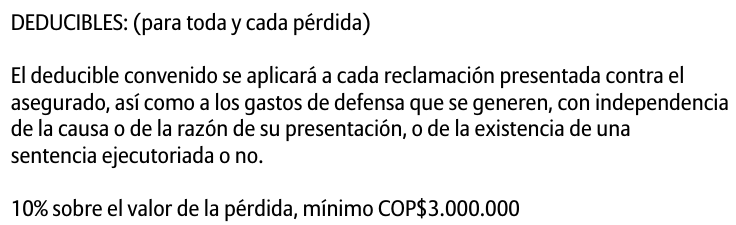 DEDUCIBLES: (para toda y cada pérdida)
El deducible convenido se aplicará a cada reclamación presentada contra el
asegurado, así como a los gastos de defensa que se generen, con independencia
de la causa o de la razón de su presentación, o de la existencia de una
sentencia ejecutoriada o no.
10% sobre el valor de la pérdida, mínimo COP$3.000.000